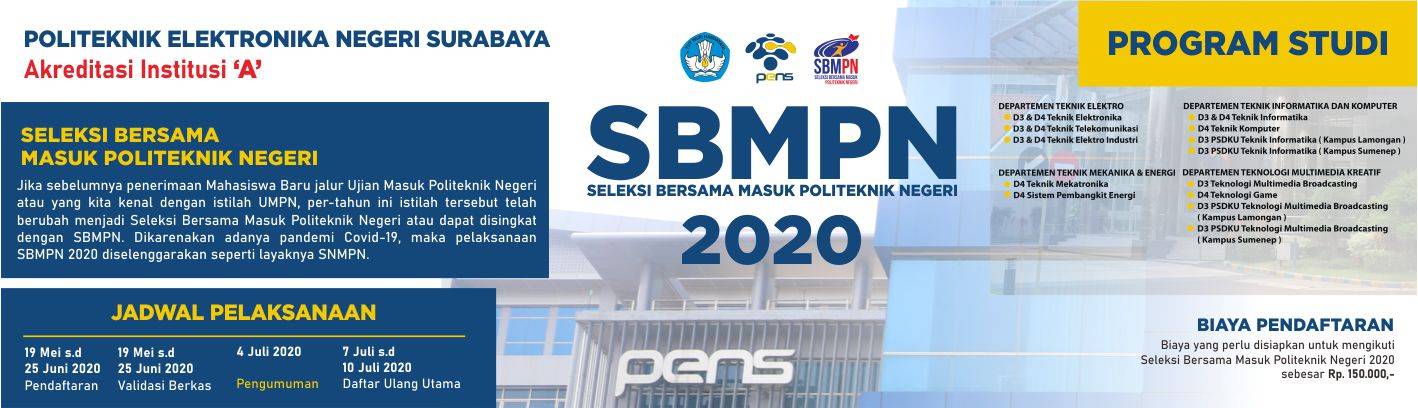 POLITEKNIK ELEKTRONIKA NEGERI SURABAYA
Akreditasi Institusi ‘A’
SELEKSI BERSAMA
MASUK POLITEKNIK NEGERI
Jika sebelumnya penerimaan Mahasiswa Baru jalur Ujian Masuk Politeknik Negeri
atau yang kita kenal dengan istilah UMPN, per-tahun ini istilah tersebut telah
berubah menjadi Seleksi Bersama Masuk Politeknik Negeri atau dapat disingkat
dengan SBMPN. Dikarenakan adanya pandemi Covid-19, maka pelaksanaan
SBMPN 2020 diselenggarakan seperti layaknya SNMPN.
JADWAL PELAKSANAAN
19 Mei s.d
25 Juni 2020
Pendaftaran
19 Mei s.d
25 Juni 2020
Validasi Berkas
4 Juli 2020
Pengumuman
7 Juli s.d
10 Juli 2020
Daftar Ulang Utama
pens
SBMPN
SELEKSI BERSAMA MASUK
POLITEKNIK NEGERI
SBMPN
SELEKSI BERSAMA MASUK POLITEKNIK NEGERI
2020
pens
PROGRAM STUDI
DEPARTEMEN TEKNIK ELEKTRO
D3 & D4 Teknik Elektronika
D3 & D4 Teknik Telekomunikasi
D3 & D4 Teknik Elektro Industri
DEPARTEMEN TEKNIK MEKANIKA & ENERGI
D4 Teknik Mekatronika
D4 Sistem Pembangkit Energi
DEPARTEMEN TEKNIK INFORMATIKA DAN KOMPUTER
D3 & D4 Teknik Informatika
D4 Teknik Komputer
D3 PSDKU Teknik Informatika ( Kampus Lamongan )
D3 PSDKU Teknik Informatika ( Kampus Sumenep )
DEPARTEMEN TEKNOLOGI MULTIMEDIA KREATIF
D3 Teknologi Multimedia Broadcasting
D4 Teknologi Game
D3 PSDKU Teknologi Multimedia Broadcasting
( Kampus Lamongan )
D3 PSDKU Teknologi Multimedia Broadcasting
( Kampus Sumenep )
BIAYA PENDAFTARAN
Biaya yang perlu disiapkan untuk mengikuti
Seleksi Bersama Masuk Politeknik Negeri 2020
sebesar Rp. 150.000,-